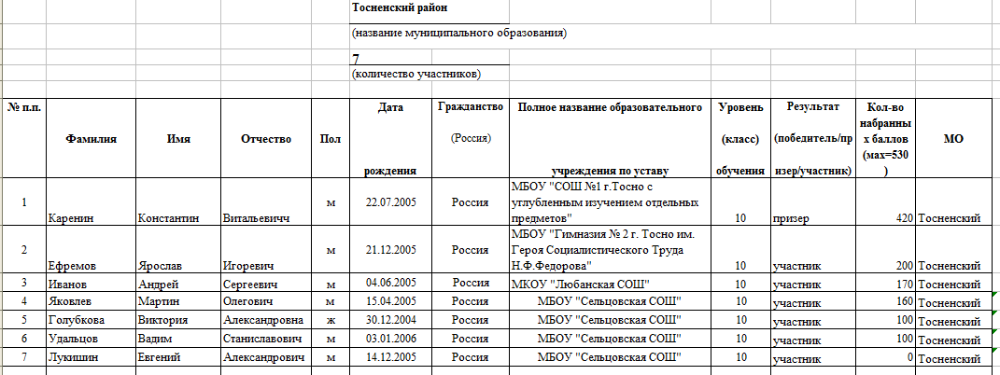 Тосненский район
(название муниципального образования)
7
(количество участников)
№ п.п. Фамилия Имя Отчество Пол Дата рождения Гражданство (Россия) Полное название образовательного учреждения по уставу Уровень (класс) обучения Результат (победитель/призер/участник) Кол-во набранных баллов (мах=530) МО
1 Каренин Константин Витальевичч м 22.07.2005 Россия МБОУ "СОШ №1 г.Тосно с углубленным изучением отдельных предметов" 10 призер 420 Тосненский
2 Ефремов Ярослав Игоревич м 21.12.2005 Россия МБОУ "Гимназия № 2 г. Тосно им. Героя Социалистического Труда Н.Ф.Федорова" 10 участник 200 Тосненский
3 Иванов Андрей Сергеевич м 04.06.2005 Россия МКОУ "Любанская СОШ" 10 участник 170 Тосненский
4 Яковлев Мартин Олегович м 15.04.2005 Россия МБОУ "Сельцовская СОШ" 10 участник 160 Тосненский
5 Голубкова Виктория Александровна ж 30.12.2004 Россия МБОУ "Сельцовская СОШ" 10 участник 100 Тосненский
6 Удальцов Вадим Станиславович м 03.01.2006 Россия МБОУ "Сельцовская СОШ" 10 участник 100 Тосненский
7 Лукишин Евгений Александрович м 14.12.2005 Россия МБОУ "Сельцовская СОШ" 10 участник 0 Тосненский